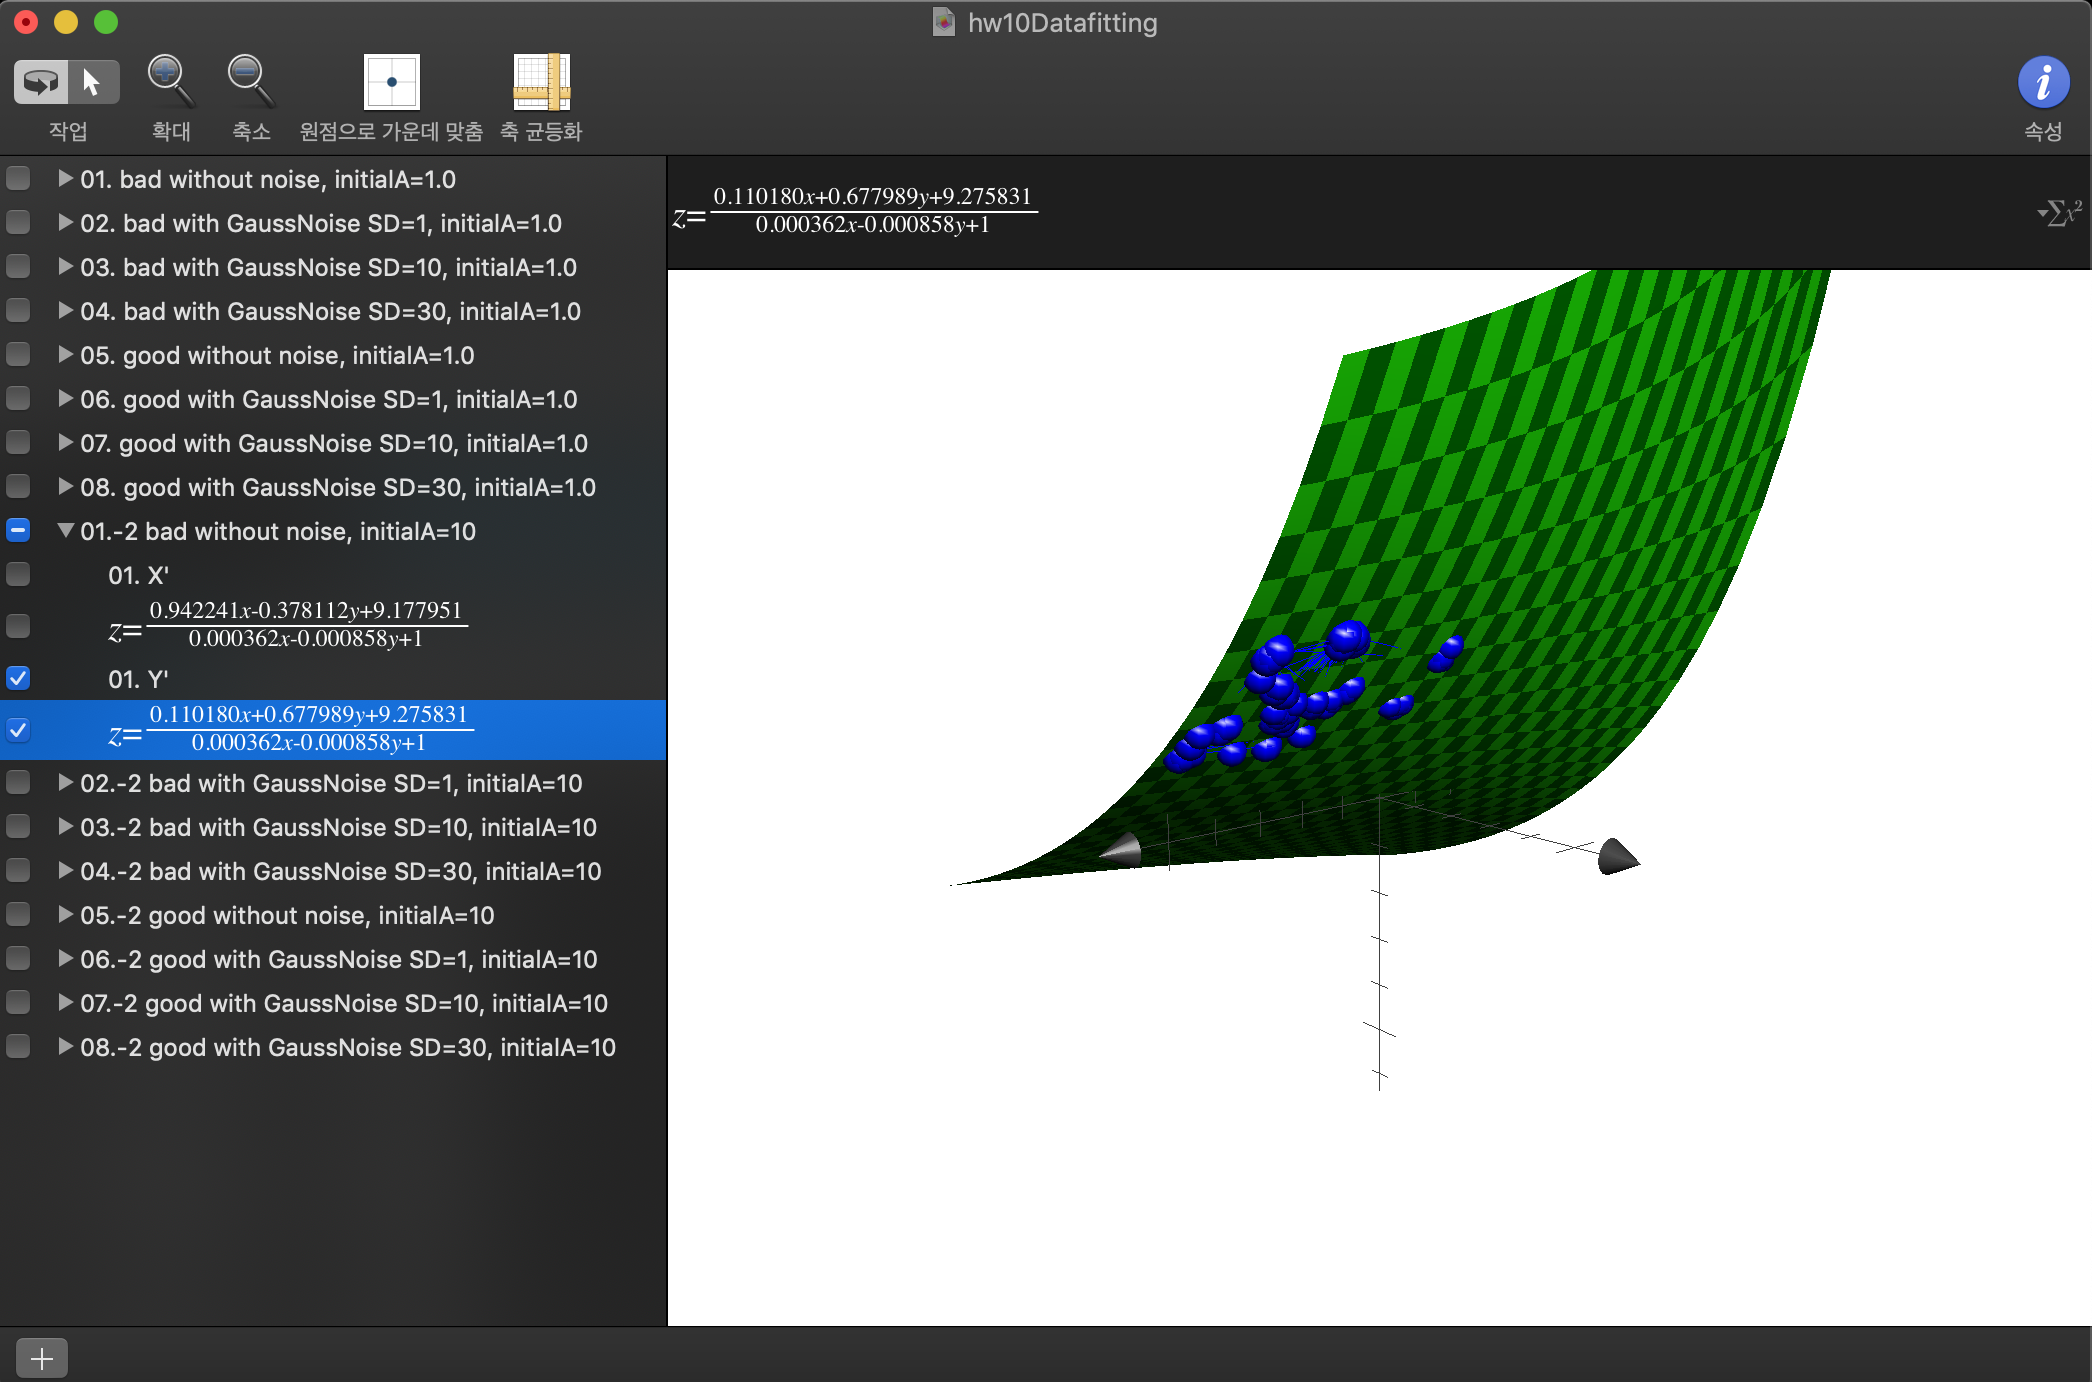 hw10Datafitting
작업
확대
축소
원점으로 가운데 맞춤
축 균등화
속성
01. bad without noise, initialA=1.0
02. bad with GaussNoise SD=1, initialA=1.0
03. bad with GaussNoise SD=10, initialA=1.0
04. bad with GaussNoise SD=30, initialA=1.0
05. good without noise, initialA=1.0
06. good with GaussNoise SD=1, initialA=1.0
07. good with GaussNoise SD=10, initialA=1.0
08. good with GaussNoise SD=30, initialA=1.0
01.-2 bad without noise, initialA=10
01. X'
z=
0.942241x-0.378112y+9.177951
0.000362x-0.000858y+1
01. Y'
z=
0.110180x+0.677989y+9.275831
0.000362x-0.000858y+1
02.-2 bad with GaussNoise SD=1, initialA=10
03.-2 bad with GaussNoise SD=10, initialA=10
04.-2 bad with GaussNoise SD=30, initialA=10
05.-2 good without noise, initialA=10
06.-2 good with GaussNoise SD=1, initialA=10
07.-2 good with GaussNoise SD=10, initialA=10
08.-2 good with GaussNoise SD=30, initialA=10
z=
0.110180x+0.677989y+9.275831
0.000362x-0.000858y+1
∑x²